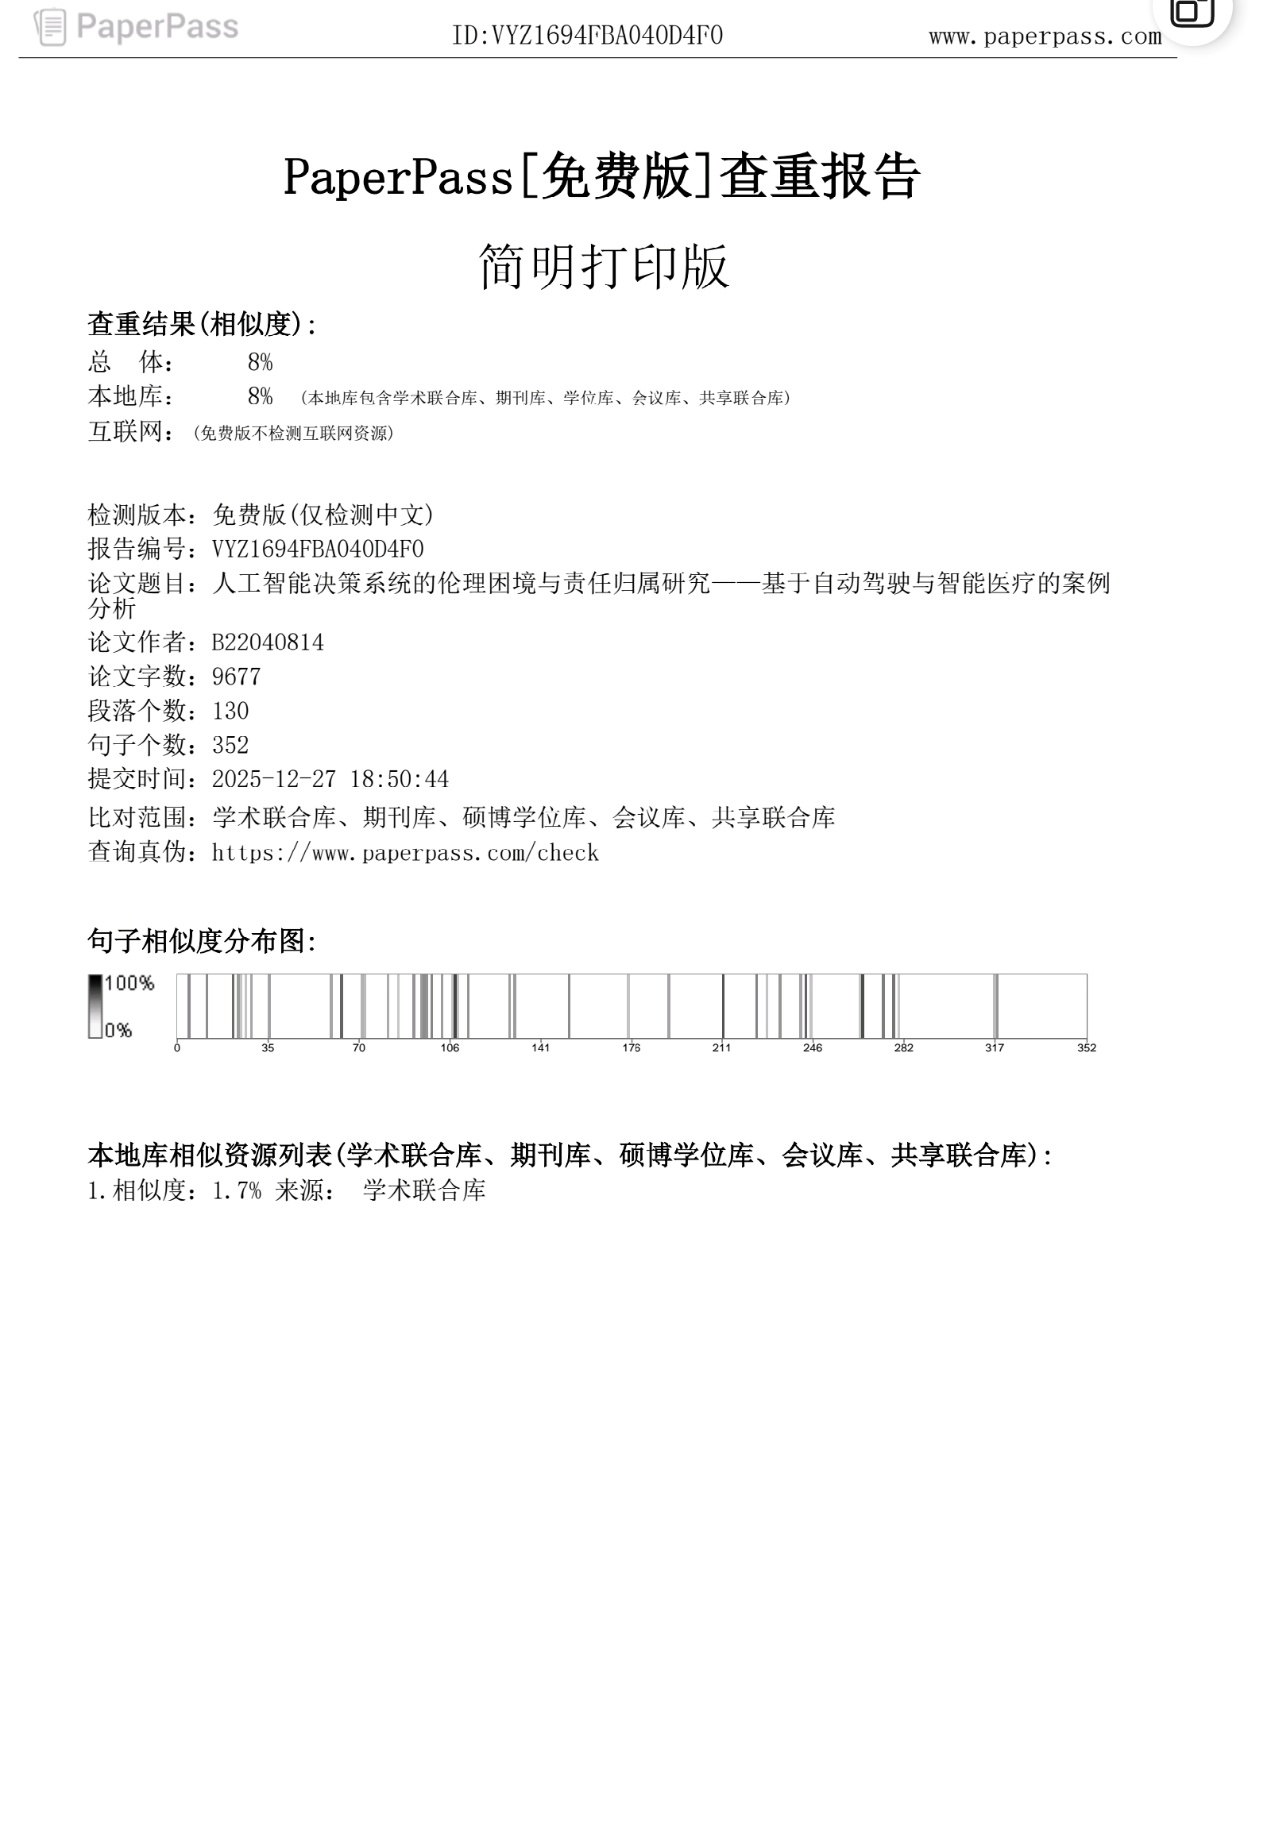 PaperPass
ID:VYZ1694FBA040D4F0
www.paperpass.com
PaperPass[免费版]查重报告
简明打印版
查重结果(相似度):
总 体: 8%
本地库: 8% (本地库包含学术联合库、期刊库、学位库、会议库、共享联合库)
互联网: (免费版不检测互联网资源)
检测版本: 免费版(仅检测中文)
报告编号: VYZ1694FBA040D4F0
论文题目: 人工智能决策系统的伦理困境与责任归属研究——基于自动驾驶与智能医疗的案例
分析
论文作者: B22040814
论文字数: 9677
段落个数: 130
句子个数: 352
提交时间: 2025-12-27 18:50:44
比对范围: 学术联合库、期刊库、硕博学位库、会议库、共享联合库
查询真伪: https://www.paperpass.com/check
句子相似度分布图:
100%
0%
0 35 70 106 141 176 211 246 282 317 352
本地库相似资源列表(学术联合库、期刊库、硕博学位库、会议库、共享联合库):
1.相似度: 1.7% 来源: 学术联合库